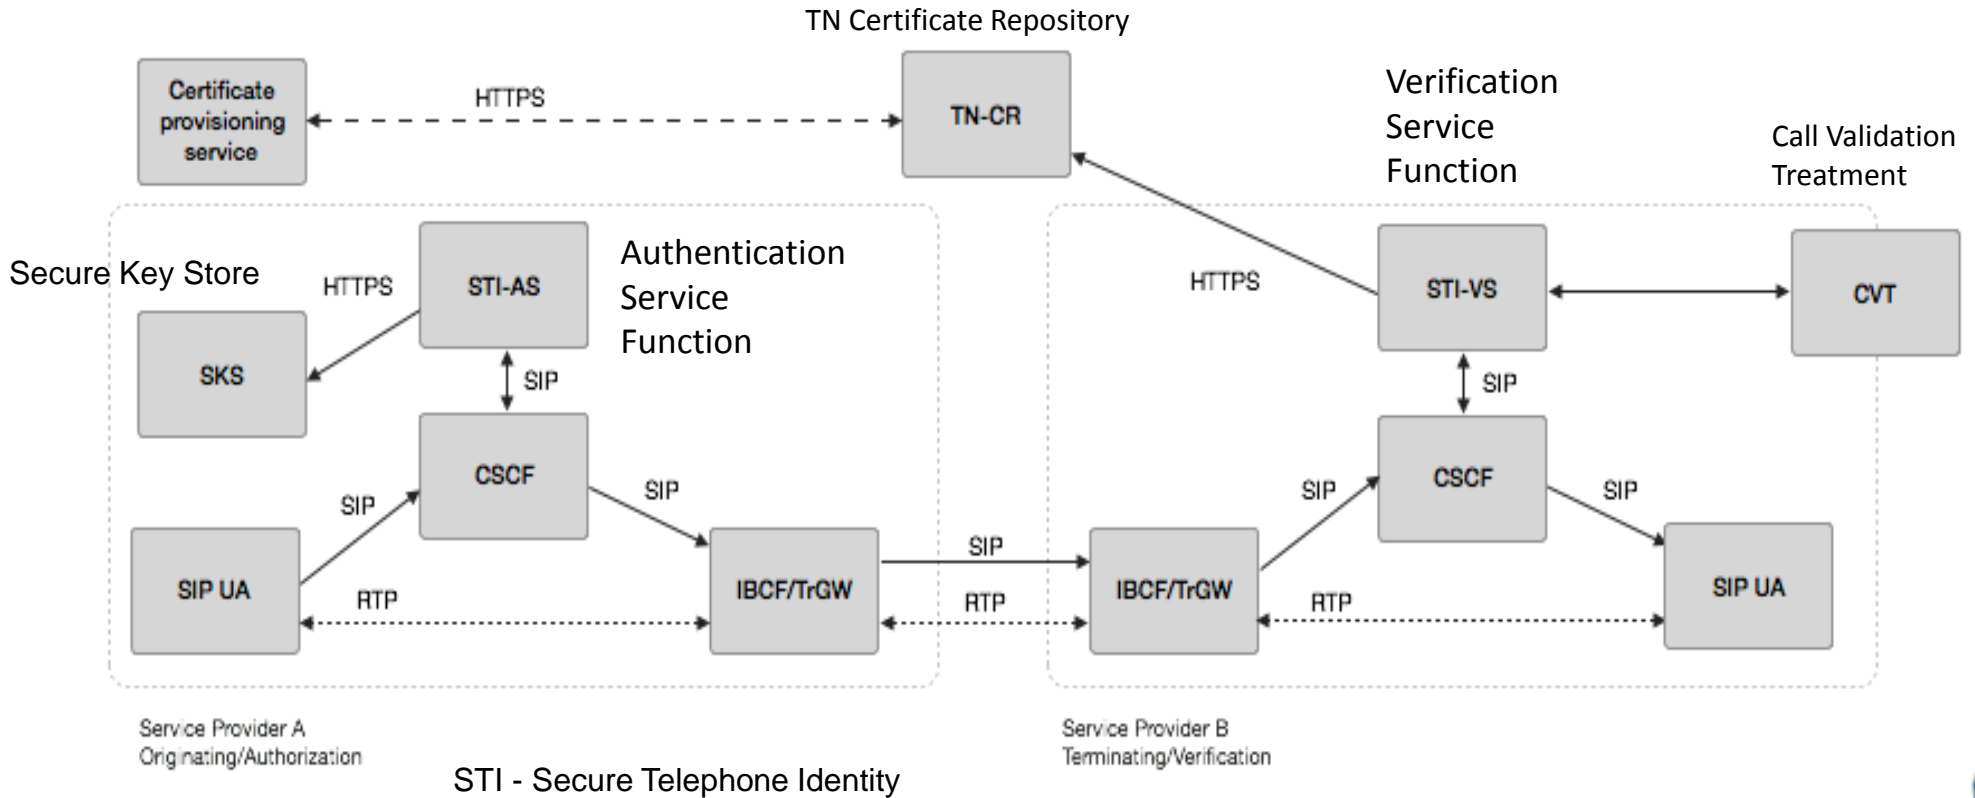 TN Certificate Repository
Certificate
provisioning
service
HTTPS
TN-CR
Verification
Service
Function
Call Validation
Treatment
Secure Key Store
HTTPS
STI-AS
Authentication
Service
Function
HTTPS
STI-VS
CVT
SKS
SIP
SIP
CSCF
CSCF
SIP
SIP
SIP
SIP
SIP UA
RTP
IBCF/TrGW
SIP
RTP
IBCF/TrGW
RTP
SIP UA
Service Provider A
Originating/Authorization
Service Provider B
Terminating/Verification
STI - Secure Telephone Identity